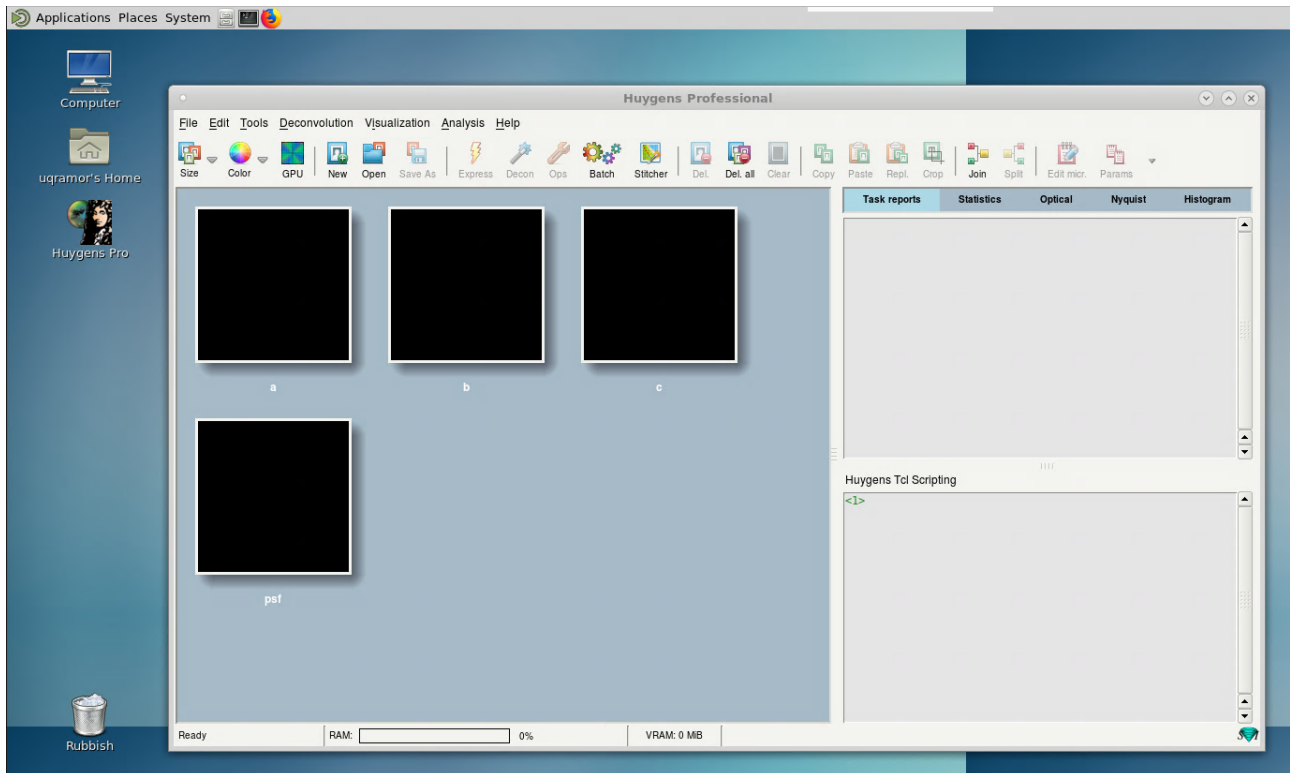 Applications Places System
Computer
uqramor's Home
Huygens Pro
Rubbish
Huygens Professional
File Edit Tools Deconvolution Visualization Analysis Help
Size Color GPU New Open Save As Express Decon Ops Batch Stitcher Del. Del. all Clear Copy Paste Repl. Crop Join Split Edit micr. Params
a b c
psf
Task reports Statistics Optical Nyquist Histogram
Huygens Tcl Scripting
<1>
Ready RAM: 0% VRAM: 0 MiB